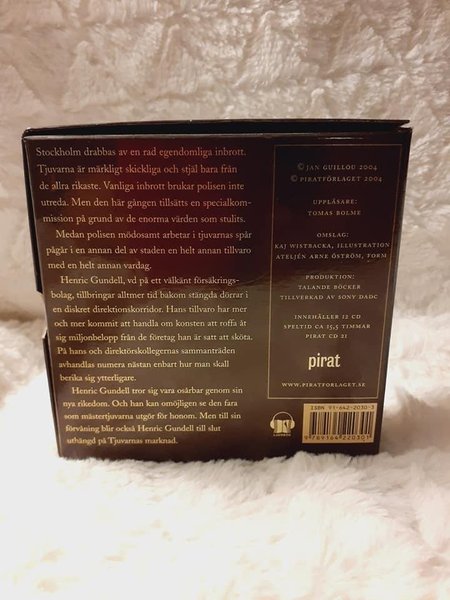 Stockholm drabbas av en rad egendomliga inbrott.
Tjuvarna är märkligt skickliga och stjäl bara från
de allra rikaste. Vanliga inbrott brukar polisen inte
utreda. Men den här gången tillsätts en specialkom-
mission på grund av de enorma värden som stulits.
Medan polisen mödosamt arbetar i tjuvarnas spår
pågår i en annan del av staden en helt annan tillvaro
med en helt annan vardag.
Henric Gundell, vd på ett välkänt försäkrings-
bolag, tillbringar alltmer tid bakom stängda dörrar i
en diskret direktionskorridor. Hans tillvaro har mer
och mer kommit att handla om konsten att roffa åt
sig miljonbelopp från de företag han är satt att sköta.
På hans och direktörskollegernas sammanträden
avhandlas numera nästan enbart hur man skall
berika sig ytterligare.
Henric Gundell tror sig vara osårbar genom sin
nya rikedom. Och han kan omöjligen se den fara
som mästertjuvarna utgör för honom. Men till sin
förvåning blir också Henric Gundell till slut
uthängd på Tjuvarnas marknad.
© JAN GUILLOU 2004
© PIRATFÖRLAGET 2004
UPPLÄSARE:
TOMAS BOLME
OMSLAG:
KAJ WISTBACKA, ILLUSTRATION
ATELJÉN ARNE ÖSTRÖM, FORM
PRODUKTION:
TALANDE BÖCKER
TILLVERKAD AV SONY DADC
INNEHÅLLER 12 CD
SPELTID CA 15,5 TIMMAR
PIRAT CD 21
pirat
WWW.PIRATFORLAGET.SE
ISBN 91-642-2030-3
9 789164 220301